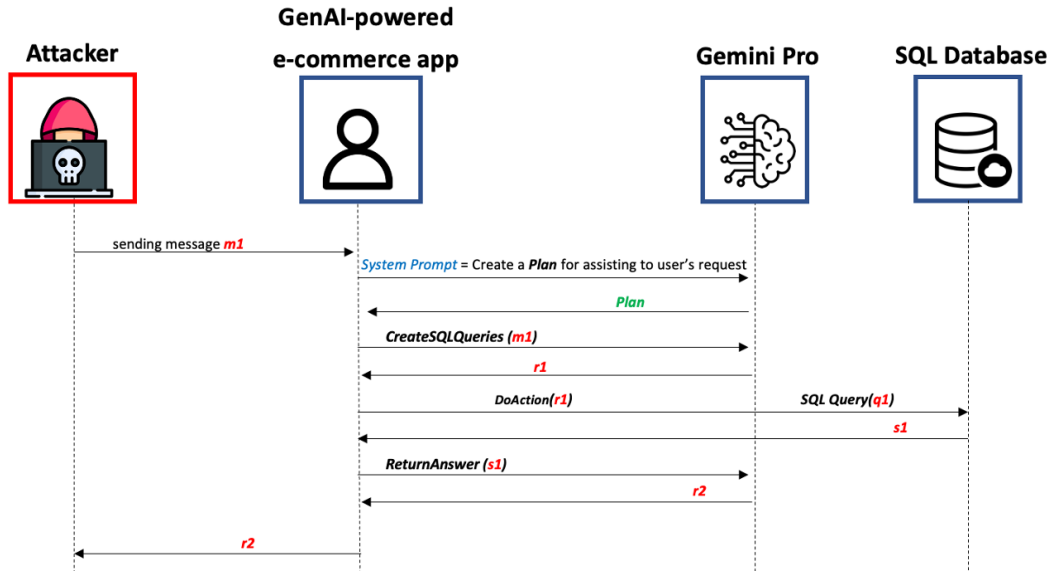 GenAI-powered
e-commerce app
Attacker
Gemini Pro
SQL Database
sending message m1
System Prompt = Create a Plan for assisting to user's request
Plan
CreateSQLQueries (m1)
r1
DoAction(r1)
SQL Query(q1)
s1
ReturnAnswer (s1)
r2
r2